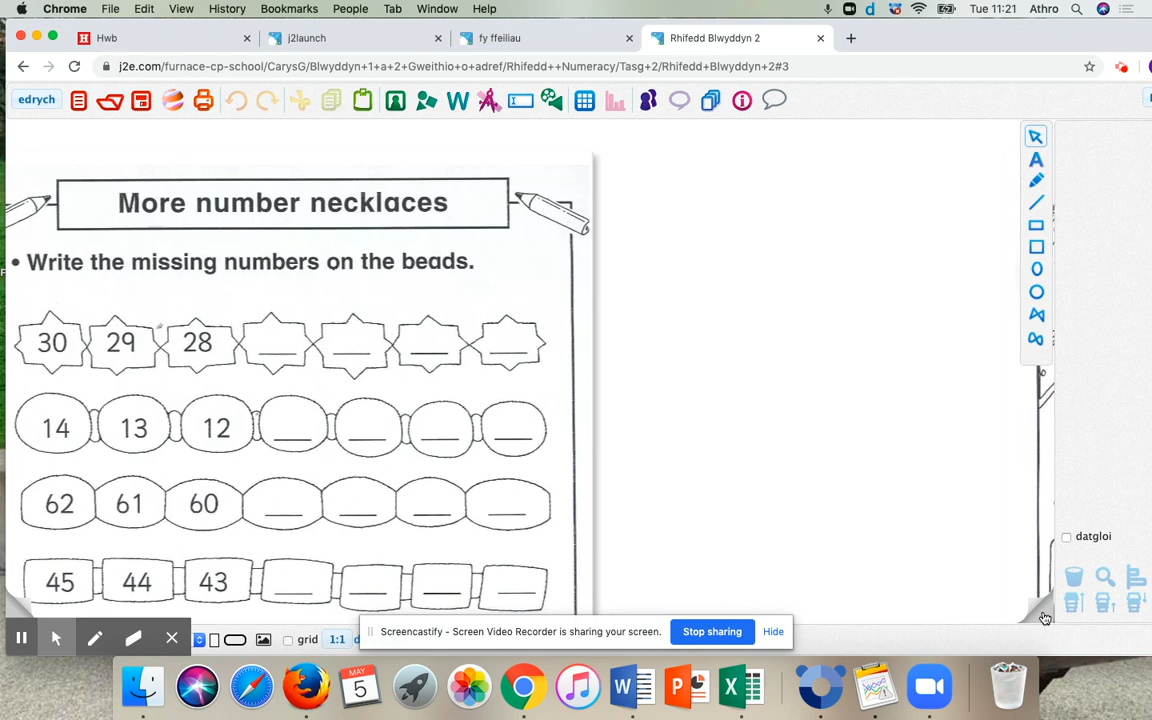 Chrome File Edit View History Bookmarks People Tab Window Help Tue 11:21 Athro
Hwb j2launch fy ffeiliau Rhifedd Blwyddyn 2
j2e.com/furnace-cp-school/CarysG/Blwyddyn+1+a+2+Gweithio+o+adref/Rhifedd++Numeracy/Tasg+2/Rhifedd+Blwyddyn+2#3
edrych
More number necklaces
• Write the missing numbers on the beads.
30 29 28
14 13 12
62 61 60
45 44 43
datgloi
grid 1:1
Screencastify - Screen Video Recorder is sharing your screen. Stop sharing Hide
MAY
5